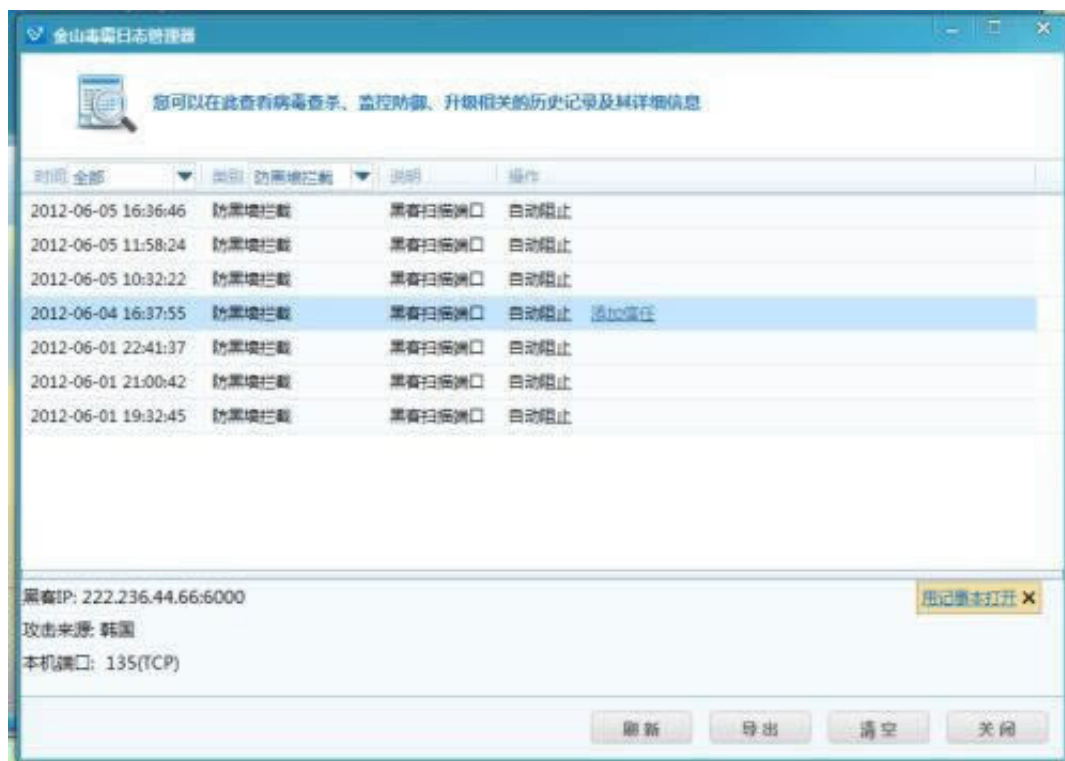 金山毒霸日志管理器
您可以在此查看病毒查杀、监控防御、升级相关的历史记录及其详细信息
时间 全部 类别 防黑墙拦截 说明 操作
2012-06-05 16:36:46 防黑墙拦截 黑客扫描端口 自动阻止
2012-06-05 11:58:24 防黑墙拦截 黑客扫描端口 自动阻止
2012-06-05 10:32:22 防黑墙拦截 黑客扫描端口 自动阻止
2012-06-04 16:37:55 防黑墙拦截 黑客扫描端口 自动阻止 添加信任
2012-06-01 22:41:37 防黑墙拦截 黑客扫描端口 自动阻止
2012-06-01 21:00:42 防黑墙拦截 黑客扫描端口 自动阻止
2012-06-01 19:32:45 防黑墙拦截 黑客扫描端口 自动阻止
黑客IP: 222.236.44.66:6000 用记事本打开
攻击来源: 韩国
本机端口: 135(TCP)
刷新 导出 清空 关闭